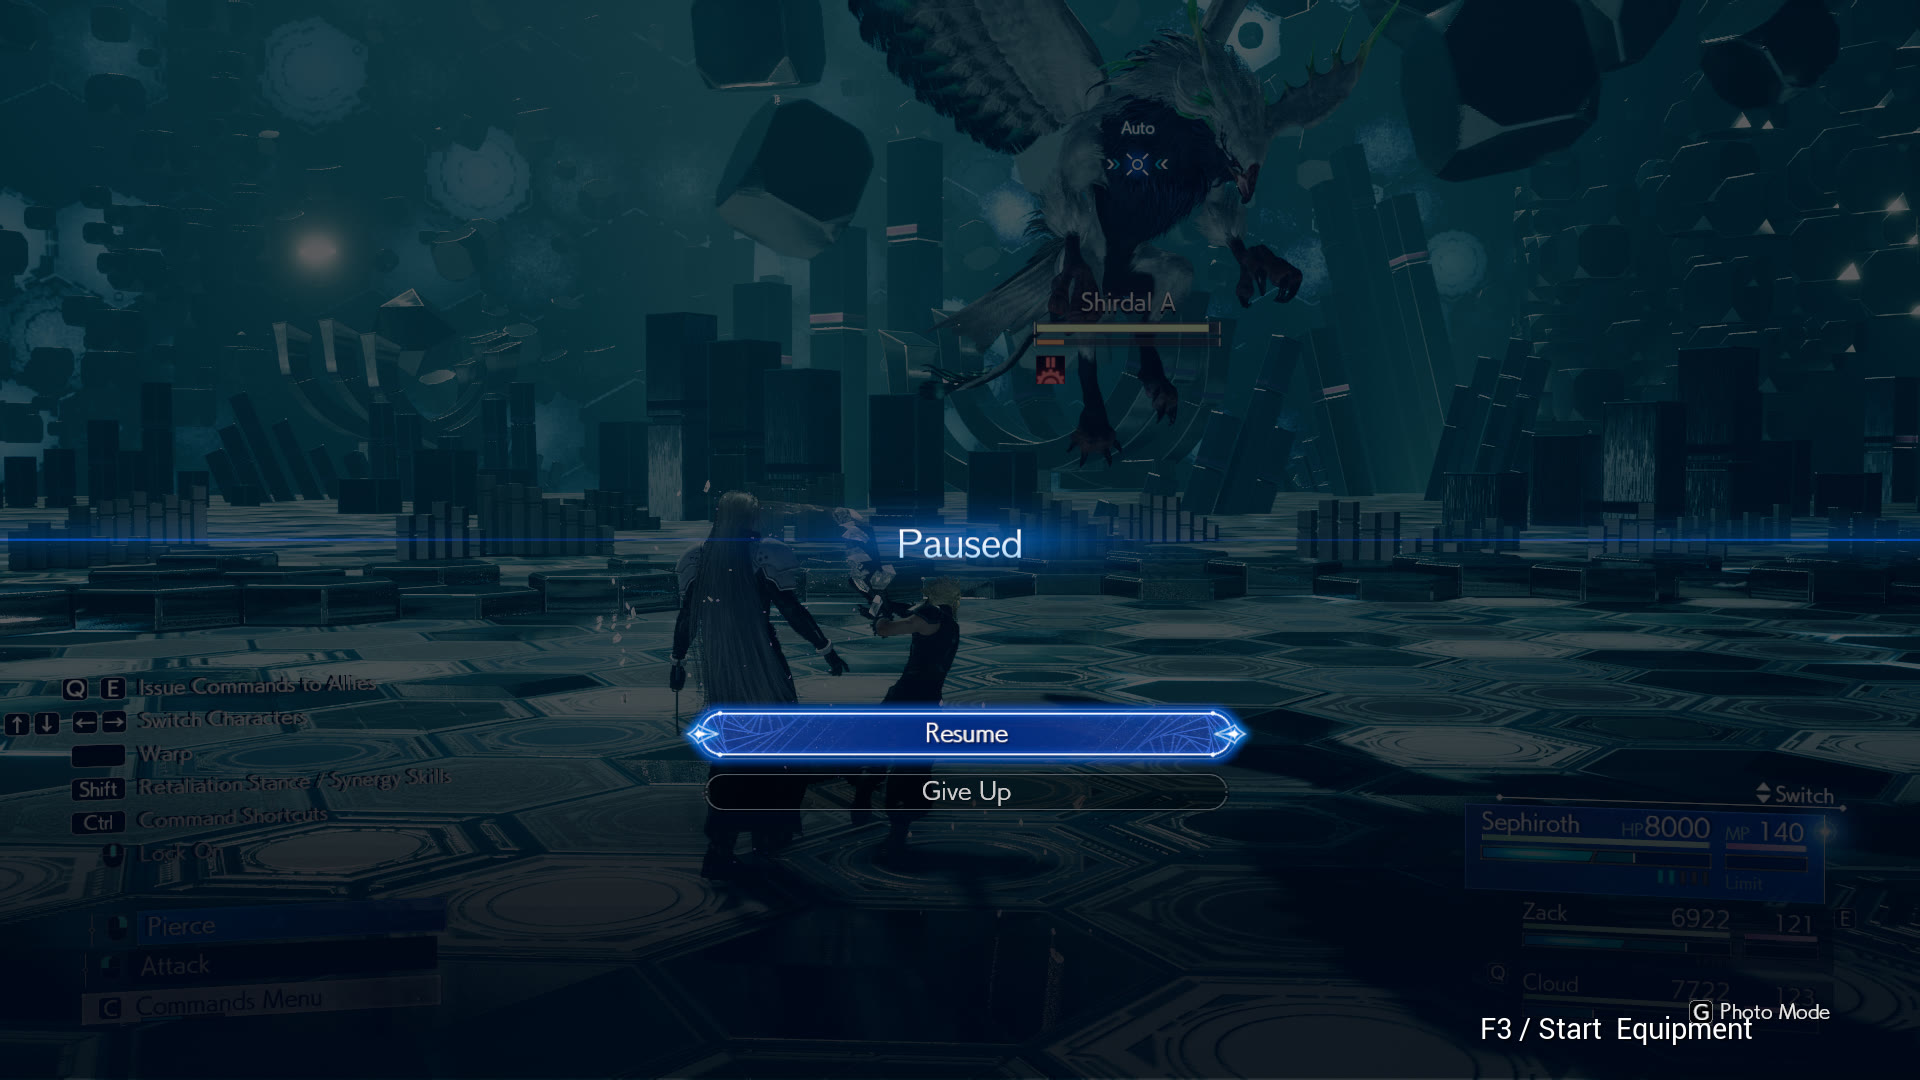 Auto
Shirdal A
Paused
Q E Issue Commands to Allies
↑ ↓ ← → Switch Characters
Warp
Shift Retaliation Stance / Synergy Skills
Ctrl Command Shortcuts
Lock On
Resume
Give Up
Switch
Sephiroth HP 8000 MP 140
Limit
Zack 6922 121 E
Q Cloud 7722 123
Pierce
Attack
C Commands Menu
G Photo Mode
F3 / Start Equipment